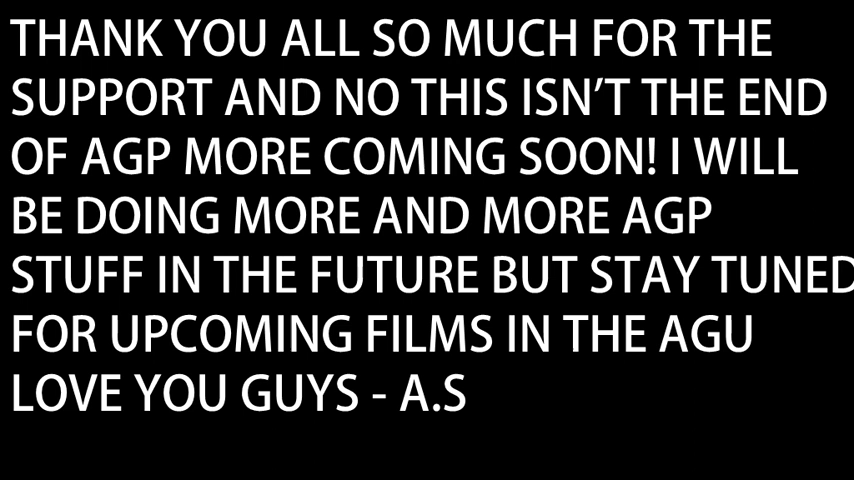 THANK YOU ALL SO MUCH FOR THE
SUPPORT AND NO THIS ISN’T THE END
OF AGP MORE COMING SOON! I WILL
BE DOING MORE AND MORE AGP
STUFF IN THE FUTURE BUT STAY TUNED
FOR UPCOMING FILMS IN THE AGU
LOVE YOU GUYS - A.S